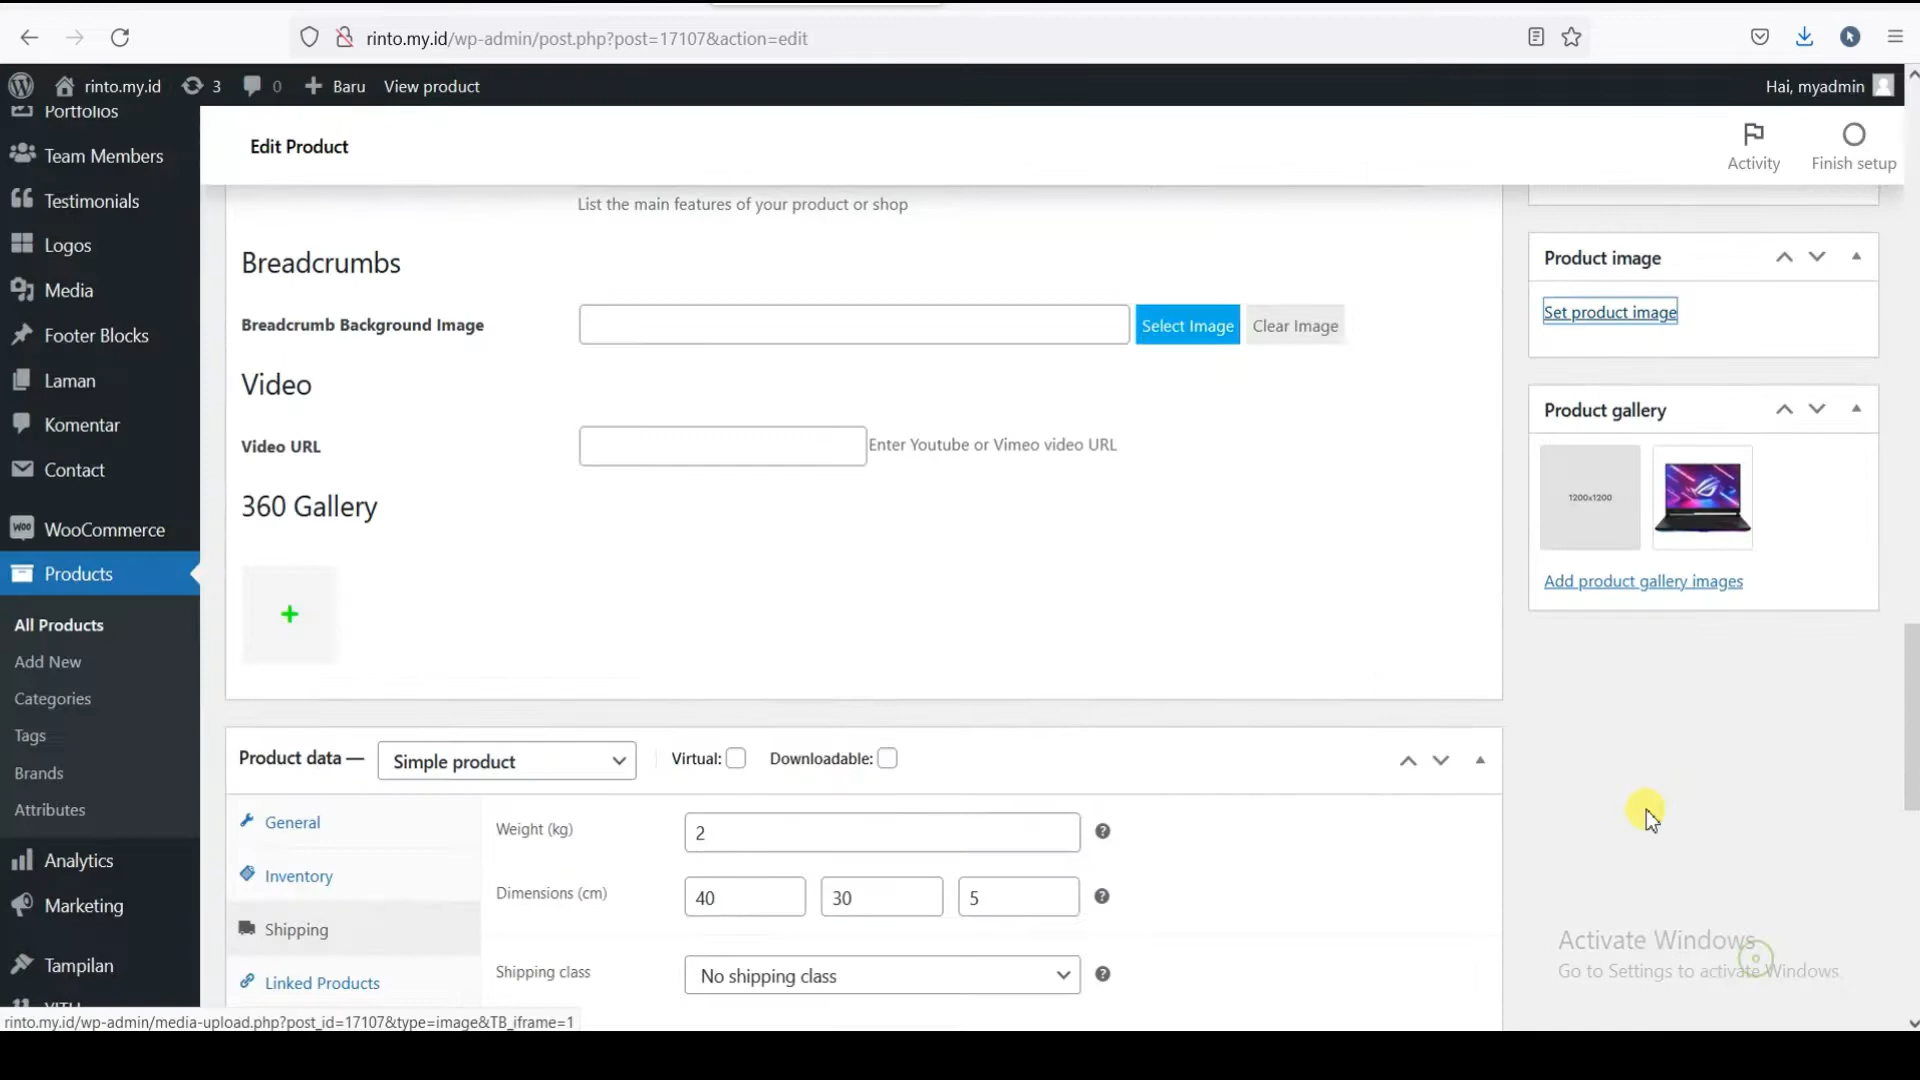 rinto.my.id/wp-admin/post.php?post=17107&action=edit
rinto.my.id
3
0
Baru
View product
Hai, myadmin
Portfolios
Team Members
Testimonials
Logos
Media
Footer Blocks
Laman
Komentar
Contact
WooCommerce
Products
All Products
Add New
Categories
Tags
Brands
Attributes
Analytics
Marketing
Tampilan
Edit Product
Activity
Finish setup
List the main features of your product or shop
Breadcrumbs
Breadcrumb Background Image
Select Image
Clear Image
Video
Video URL
Enter Youtube or Vimeo video URL
360 Gallery
Product data —
Simple product
Virtual:
Downloadable:
General
Inventory
Shipping
Linked Products
Weight (kg)
2
Dimensions (cm)
40
30
5
Shipping class
No shipping class
Product image
Set product image
Product gallery
1200x1200
Add product gallery images
Activate Windows
Go to Settings to activate Windows.
rinto.my.id/wp-admin/media-upload.php?post_id=17107&type=image&TB_iframe=1